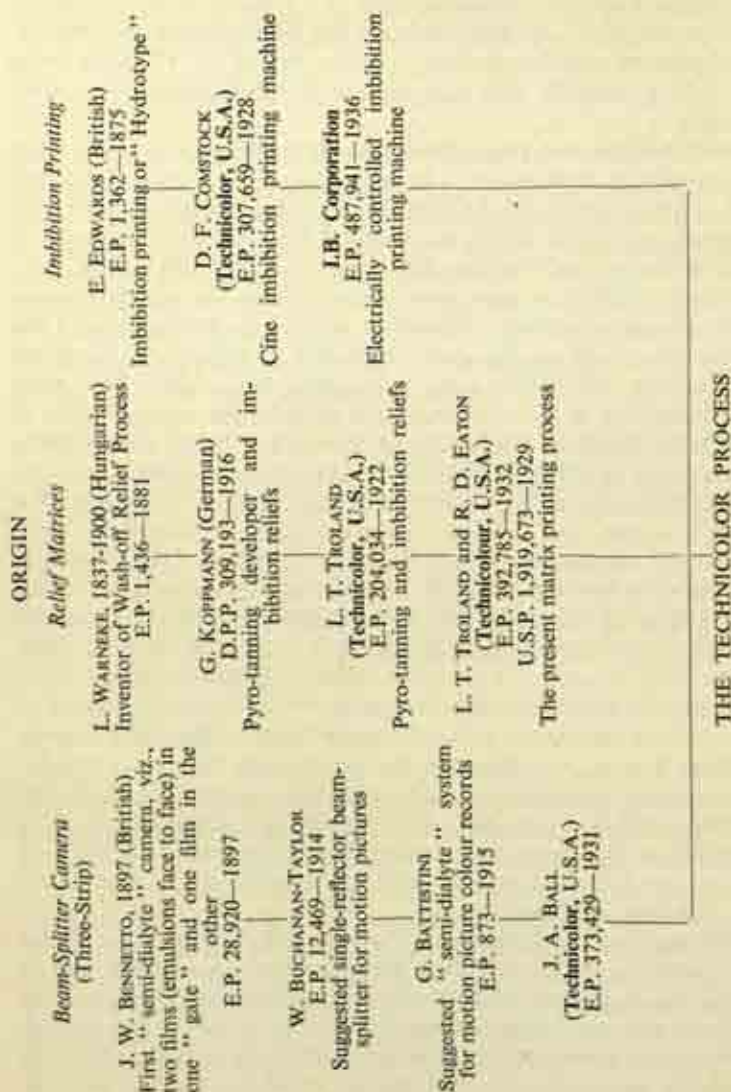 ORIGIN
Beam-Splitter Camera
(Three-Strip)
J. W. BENNETTO, 1897 (British)
First " semi-dialyte " camera, viz.,
two films (emulsions face to face) in
one " gate " and one film in the
other
E.P. 28,920—1897
W. BUCHANAN-TAYLOR
E.P. 12,469—1914
Suggested single-reflector beam-
splitter for motion pictures
G. BATTISTINI
Suggested " semi-dialyte " system
for motion picture colour records
E.P. 873—1915
J. A. BALL
(Technicolor, U.S.A.)
E.P. 373,429—1931
Relief Matrices
L. WARNEKE, 1837-1900 (Hungarian)
Inventor of Wash-off Relief Process
E.P. 1,436—1881
G. KOPPMANN (German)
D.P.P. 309,193—1916
Pyro-tanning developer and im-
bibition reliefs
L. T. TROLAND
(Technicolor, U.S.A.)
E.P. 204,034—1922
Pyro-tanning and imbibition reliefs
L. T. TROLAND and R. D. EATON
(Technicolour, U.S.A.)
E.P. 392,785—1932
U.S.P. 1,919,673—1929
The present matrix printing process
Imbibition Printing
E. EDWARDS (British)
E.P. 1,362—1875
Imbibition printing or " Hydrotype "
D. F. COMSTOCK
(Technicolor, U.S.A.)
E.P. 307,659—1928
Cine imbibition printing machine
I.B. Corporation
E.P. 487,941—1936
Electrically controlled imbibition
printing machine
THE TECHNICOLOR PROCESS